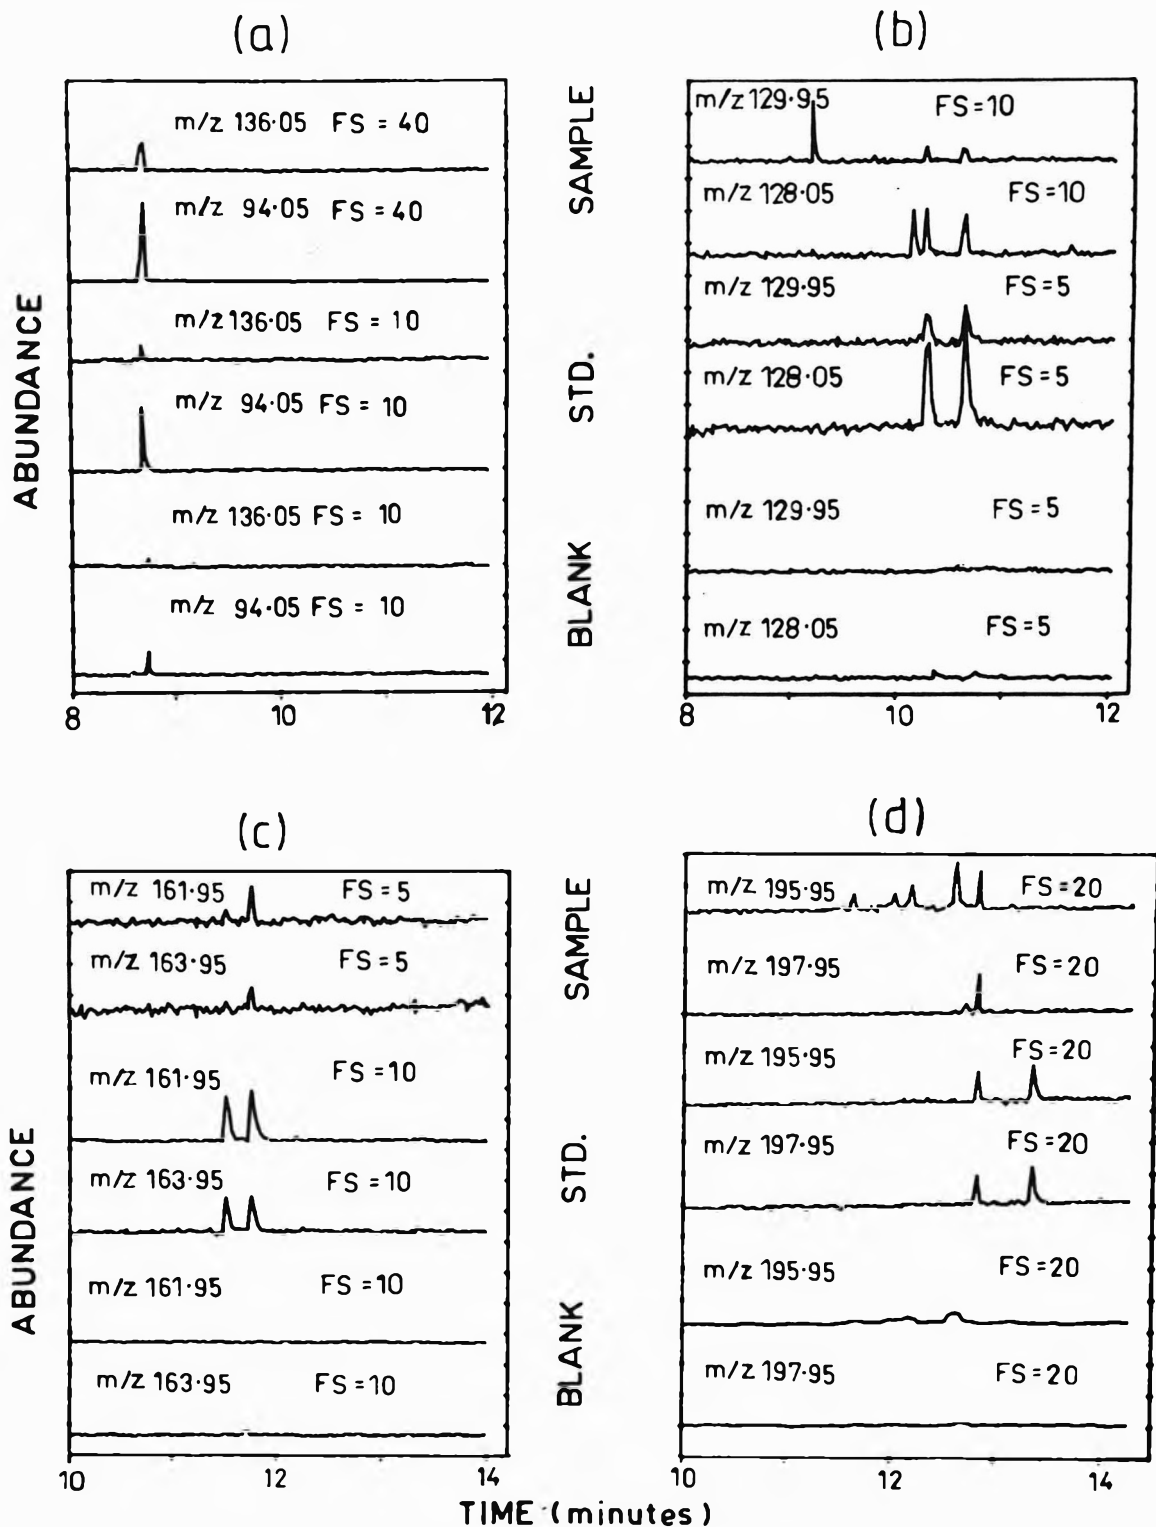 (a)
m/z 136·05 FS = 40
m/z 94·05 FS = 40
m/z 136·05 FS = 10
m/z 94·05 FS = 10
m/z 136·05 FS = 10
m/z 94·05 FS = 10
8 10 12
ABUNDANCE
SAMPLE
STD.
BLANK
(b)
m/z 129·95 FS = 10
m/z 128·05 FS = 10
m/z 129·95 FS = 5
m/z 128·05 FS = 5
m/z 129·95 FS = 5
m/z 128·05 FS = 5
8 10 12
(c)
m/z 161·95 FS = 5
m/z 163·95 FS = 5
m/z 161·95 FS = 10
m/z 163·95 FS = 10
m/z 161·95 FS = 10
m/z 163·95 FS = 10
10 12 14
ABUNDANCE
SAMPLE
STD.
BLANK
(d)
m/z 195·95 FS = 20
m/z 197·95 FS = 20
m/z 195·95 FS = 20
m/z 197·95 FS = 20
m/z 195·95 FS = 20
m/z 197·95 FS = 20
10 12 14
TIME (minutes)